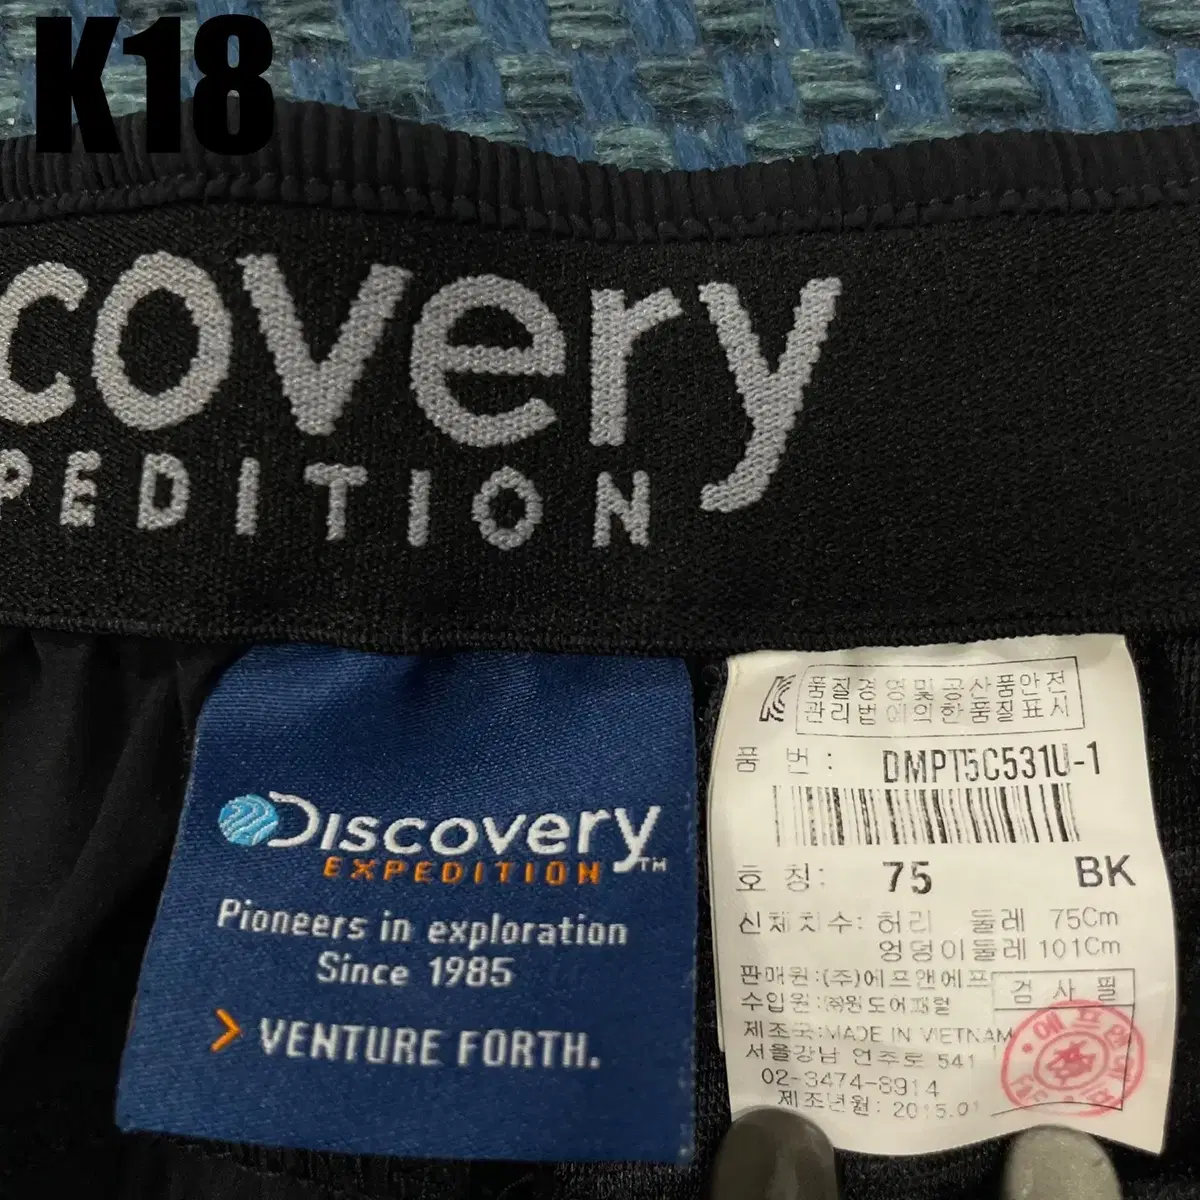 K18
covery
PEDITION
Discovery™
EXPEDITION
Pioneers in exploration
Since 1985
> VENTURE FORTH.
품질경영및공산품안전
관리법에의한품질표시
품 번: DMPT5C531U-1
호 칭: 75 BK
신체치수: 허리 둘레 75Cm
엉덩이둘레 101Cm
판매원:(주)에프앤에프
검 사 필
수입원:㈜원도어패럴
제조국:MADE IN VIETNAM
서울강남 언주로 541
02-3474-8914
제조년월: 2015.01